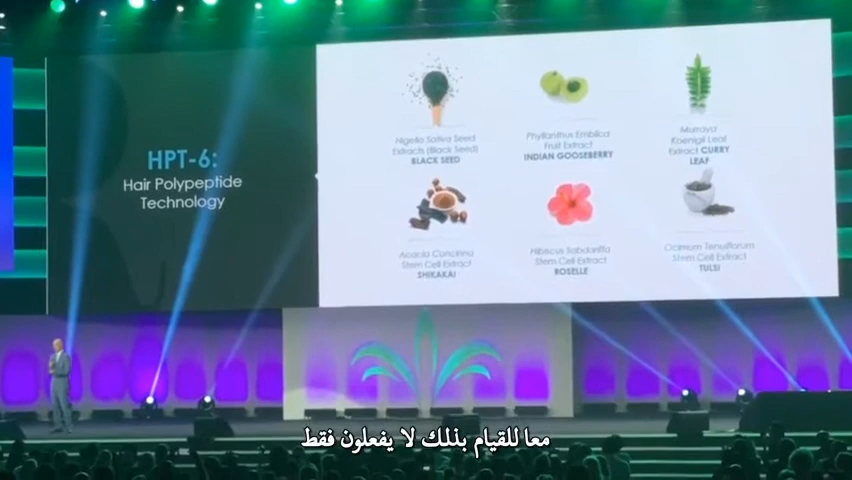 HPT-6:
Hair Polypeptide
Technology
Nigella Sativa Seed
Extracts (Black Seed)
BLACK SEED
Phyllanthus Emblica
Fruit Extract
INDIAN GOOSEBERRY
Murraya
Koenigii Leaf
Extract CURRY
LEAF
Acacia Concinna
Stem Cell Extract
SHIKAKAI
Hibiscus Sabdariffa
Stem Cell Extract
ROSELLE
Ocimum Tenuiflorum
Stem Cell Extract
TULSI
معا للقيام بذلك لا يفعلون فقط